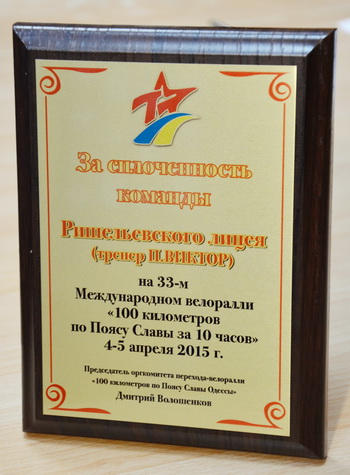 За сплоченность
команды
Ришельевского лицея
(тренер П.ВИКТОР)
на 33-м
Международном велоралли
«100 километров
по Поясу Славы за 10 часов»
4-5 апреля 2015 г.
Председатель оргкомитета перехода-велоралли
«100 километров по Поясу Славы Одессы»
Дмитрий Волошенков